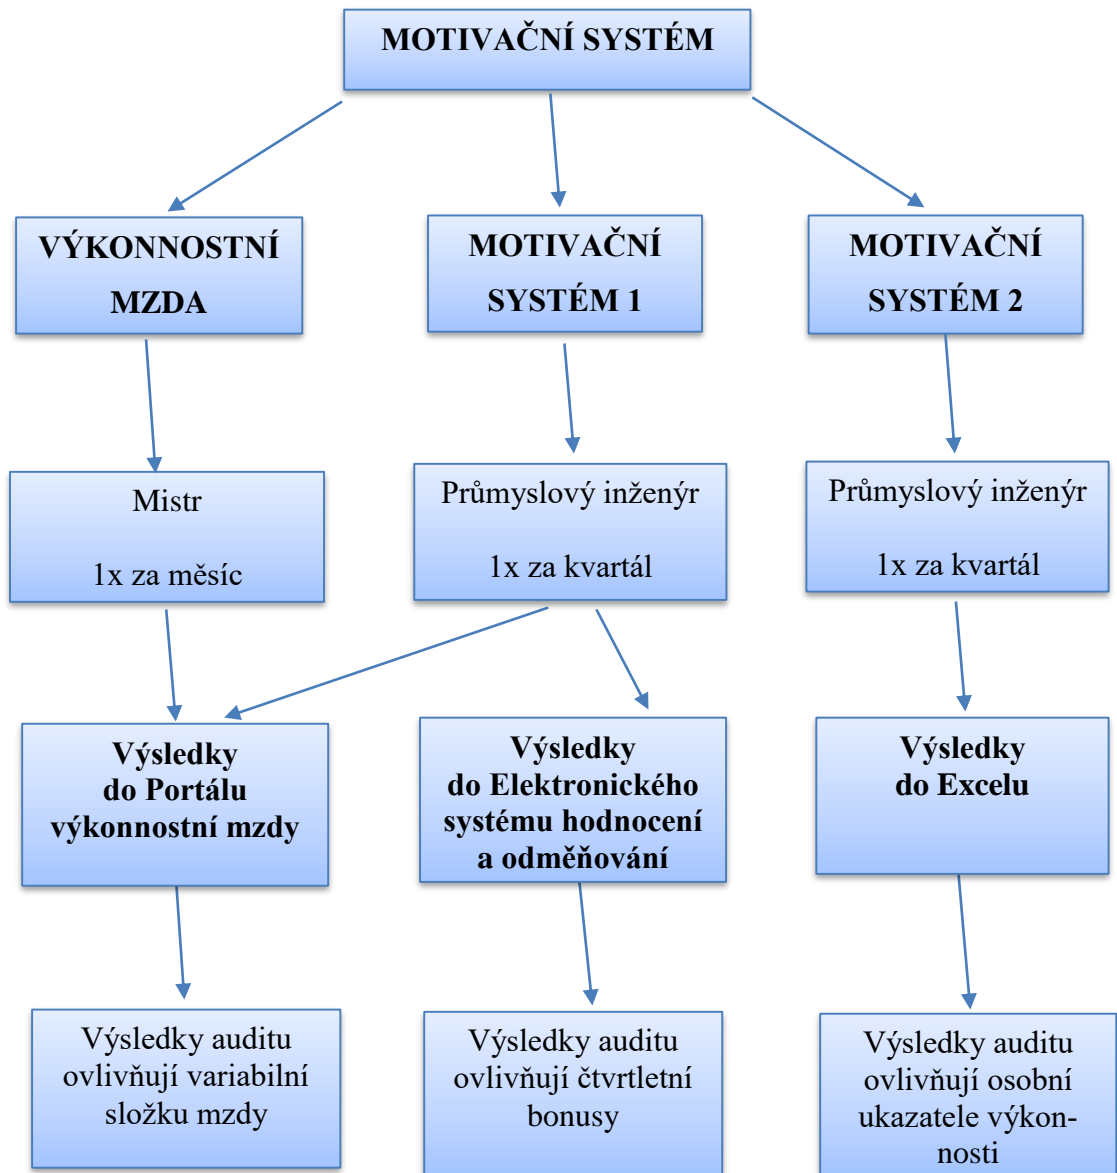 MOTIVAČNÍ SYSTÉM
VÝKONNOSTNÍ
MZDA
MOTIVAČNÍ
SYSTÉM 1
MOTIVAČNÍ
SYSTÉM 2
Mistr
1x za měsíc
Průmyslový inženýr
1x za kvartál
Průmyslový inženýr
1x za kvartál
Výsledky
do Portálu
výkonnostní mzdy
Výsledky
do Elektronického
systému hodnocení
a odměňování
Výsledky
do Excelu
Výsledky auditu
ovlivňují variabilní
složku mzdy
Výsledky auditu
ovlivňují čtvrtletní
bonusy
Výsledky auditu
ovlivňují osobní
ukazatele výkon-
nosti